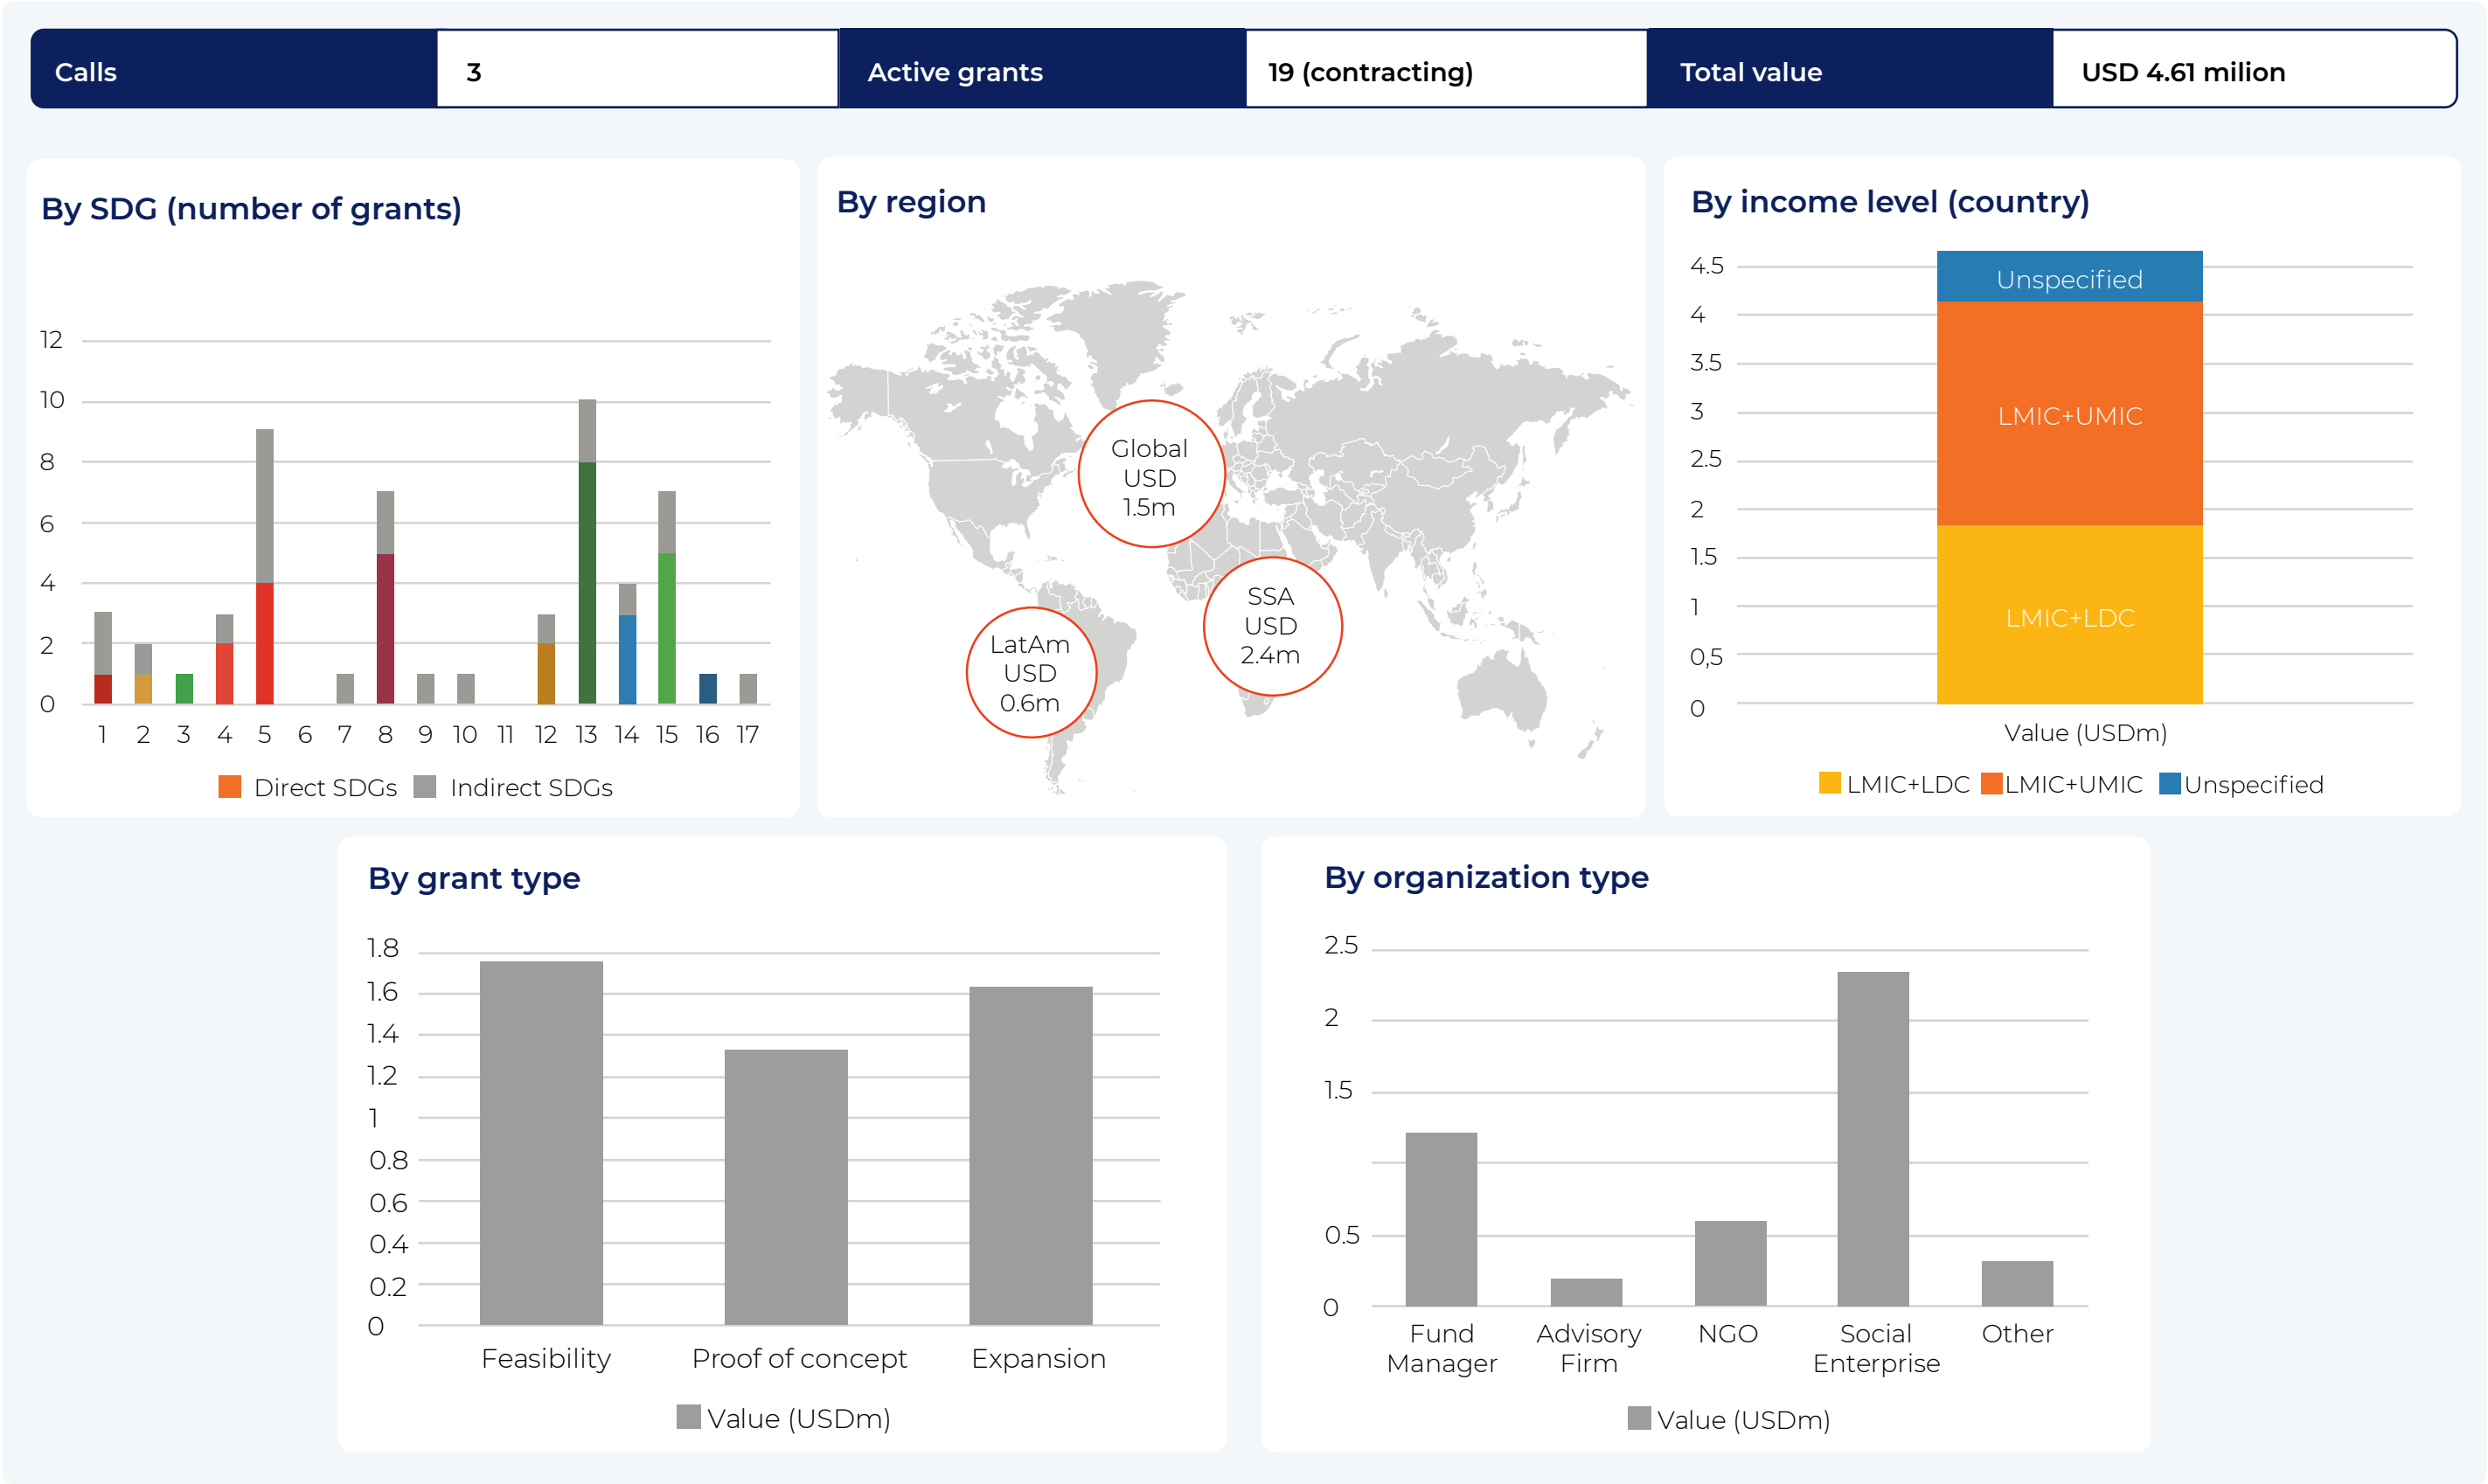 Calls 3 Active grants 19 (contracting) Total value USD 4.61 milion
By SDG (number of grants)
12
10
8
6
4
2
0
1 2 3 4 5 6 7 8 9 10 11 12 13 14 15 16 17
Direct SDGs Indirect SDGs
By region
Global
USD
1.5m
SSA
USD
2.4m
LatAm
USD
0.6m
By income level (country)
4.5
4
3.5
3
2.5
2
1.5
1
0,5
0
Unspecified
LMIC+UMIC
LMIC+LDC
Value (USDm)
LMIC+LDC LMIC+UMIC Unspecified
By grant type
1.8
1.6
1.4
1.2
1
0.8
0.6
0.4
0.2
0
Feasibility Proof of concept Expansion
Value (USDm)
By organization type
2.5
2
1.5
0.5
0
Fund Manager
Advisory Firm
NGO
Social Enterprise
Other
Value (USDm)